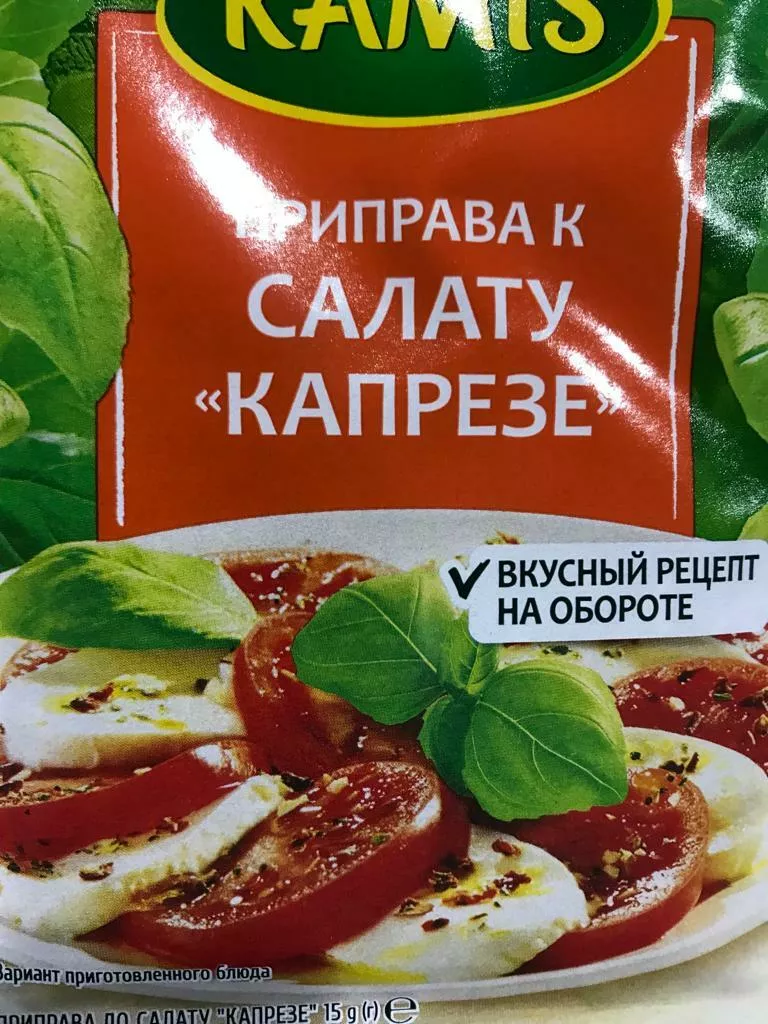 KAMIS
ПРИПРАВА К
САЛАТУ
«КАПРЕЗЕ»
ВКУСНЫЙ РЕЦЕПТ
НА ОБОРОТЕ
Вариант приготовленного блюда
ПРИПРАВА ДО САЛАТУ "КАПРЕЗЕ" 15 g (г) ℮